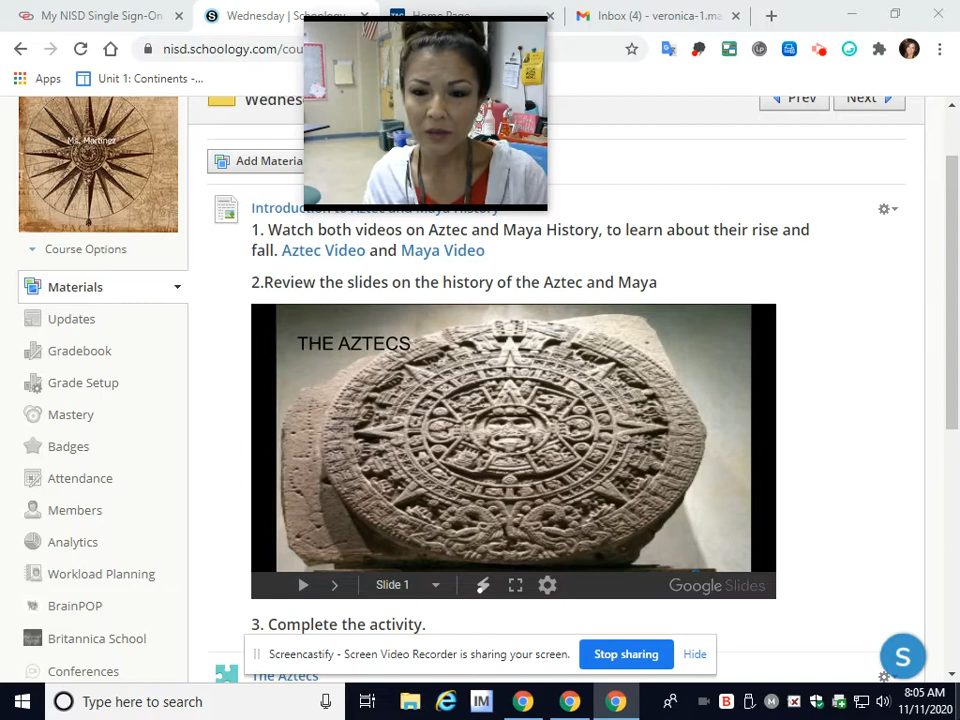 My NISD Single Sign-On
Wednesday | Schoology
Home Page
Inbox (4) - veronica-1.ma
nisd.schoology.com/cou
Apps
Unit 1: Continents -...
Ms. Martinez
Wednes
Prev
Next
Add Materia
Introduction to Aztec and Maya History
Course Options
1. Watch both videos on Aztec and Maya History, to learn about their rise and
fall. Aztec Video and Maya Video
2.Review the slides on the history of the Aztec and Maya
Materials
Updates
Gradebook
Grade Setup
Mastery
Badges
Attendance
Members
Analytics
Workload Planning
BrainPOP
Britannica School
Conferences
THE AZTECS
Slide 1
Google Slides
3. Complete the activity.
Screencastify - Screen Video Recorder is sharing your screen.
Stop sharing
Hide
The Aztecs
S
Type here to search
IM
8:05 AM
11/11/2020